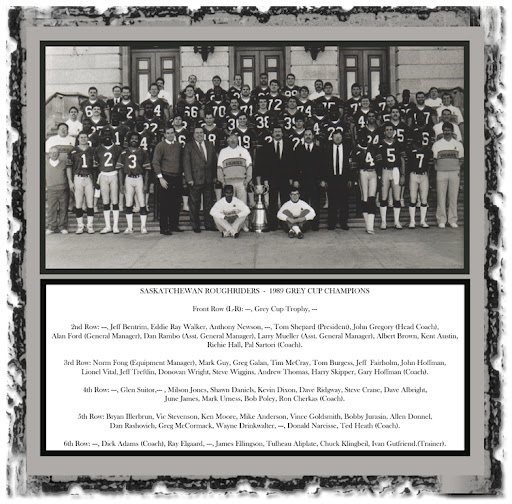 SASKATCHEWAN ROUGHRIDERS - 1989 GREY CUP CHAMPIONS
Front Row (L-R): ---, Grey Cup Trophy, ---
2nd Row: ---, Jeff Bentrim, Eddie Ray Walker, Anthony Newson, ---, Tom Shepard (President), John Gregory (Head Coach),
Alan Ford (General Manager), Dan Rambo (Asst. General Manager), Larry Mueller (Asst. General Manager), Albert Brown, Kent Austin,
Richie Hall, Pal Sartori (Coach).
3rd Row: Norm Fong (Equipment Manager), Mark Guy, Greg Galan, Tim McCray, Tom Burgess, Jeff Fairholm, John Hoffman,
Lionel Vital, Jeff Treftlin, Donovan Wright, Steve Wiggins, Andrew Thomas, Harry Skipper, Gary Hoffman (Coach).
4th Row: ---, Glen Suitor,--- , Milson Jones, Shawn Daniels, Kevin Dixon, Dave Ridgway, Steve Crane, Dave Albright,
June James, Mark Urness, Bob Poley, Ron Cherkas (Coach).
5th Row: Bryan Illerbrun, Vic Stevenson, Ken Moore, Mike Anderson, Vince Goldsmith, Bobby Jurasin, Allen Donnel,
Dan Rashovich, Greg McCormack, Wayne Drinkwalter, ---, Donald Narcisse, Ted Heath (Coach).
6th Row: ---, Dick Adams (Coach), Ray Elgaard, ---, James Ellingson, Tulheau Aliplate, Chuck Klingbeil, Ivan Gutfriend.(Trainer).